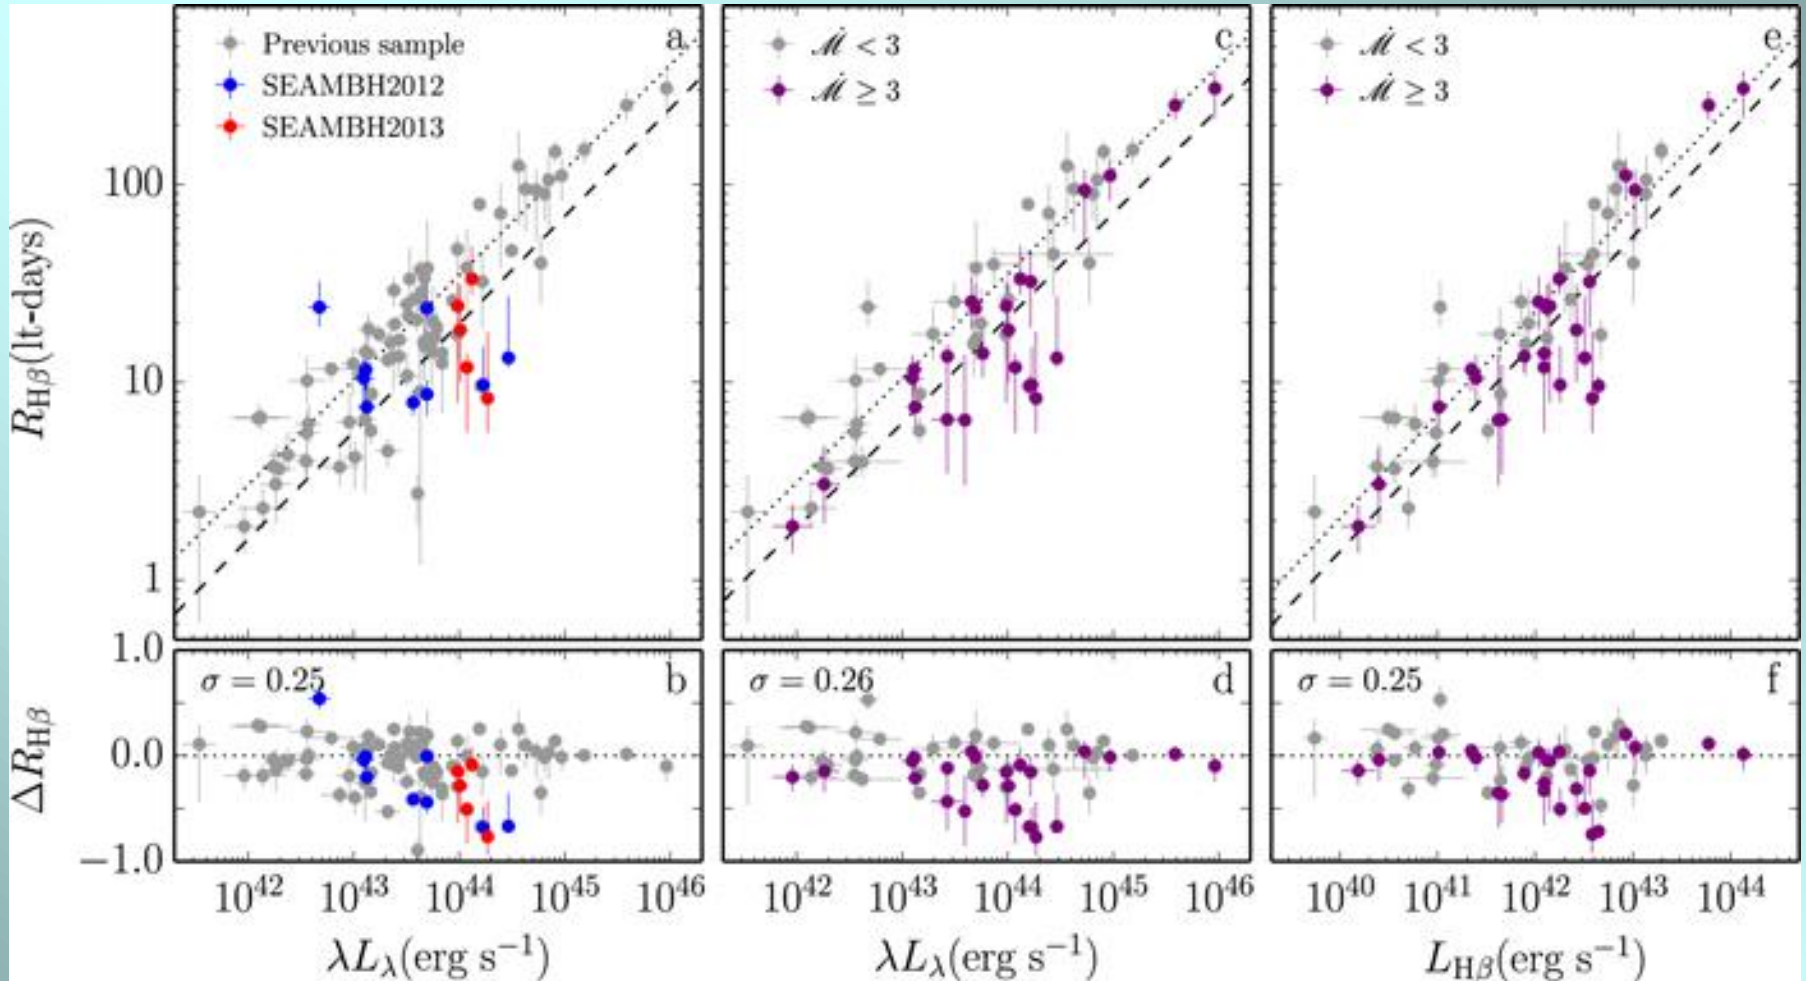 Previous sample
SEAMBH2012
SEAMBH2013
a
ℳ̇ < 3
ℳ̇ ≥ 3
c
ℳ̇ < 3
ℳ̇ ≥ 3
e
100
10
1
R_Hβ(lt-days)
σ = 0.25
b
σ = 0.26
d
σ = 0.25
f
1.0
0.0
−1.0
ΔR_Hβ
10^42 10^43 10^44 10^45 10^46
10^42 10^43 10^44 10^45 10^46
10^40 10^41 10^42 10^43 10^44
λL_λ(erg s⁻¹)
λL_λ(erg s⁻¹)
L_Hβ(erg s⁻¹)